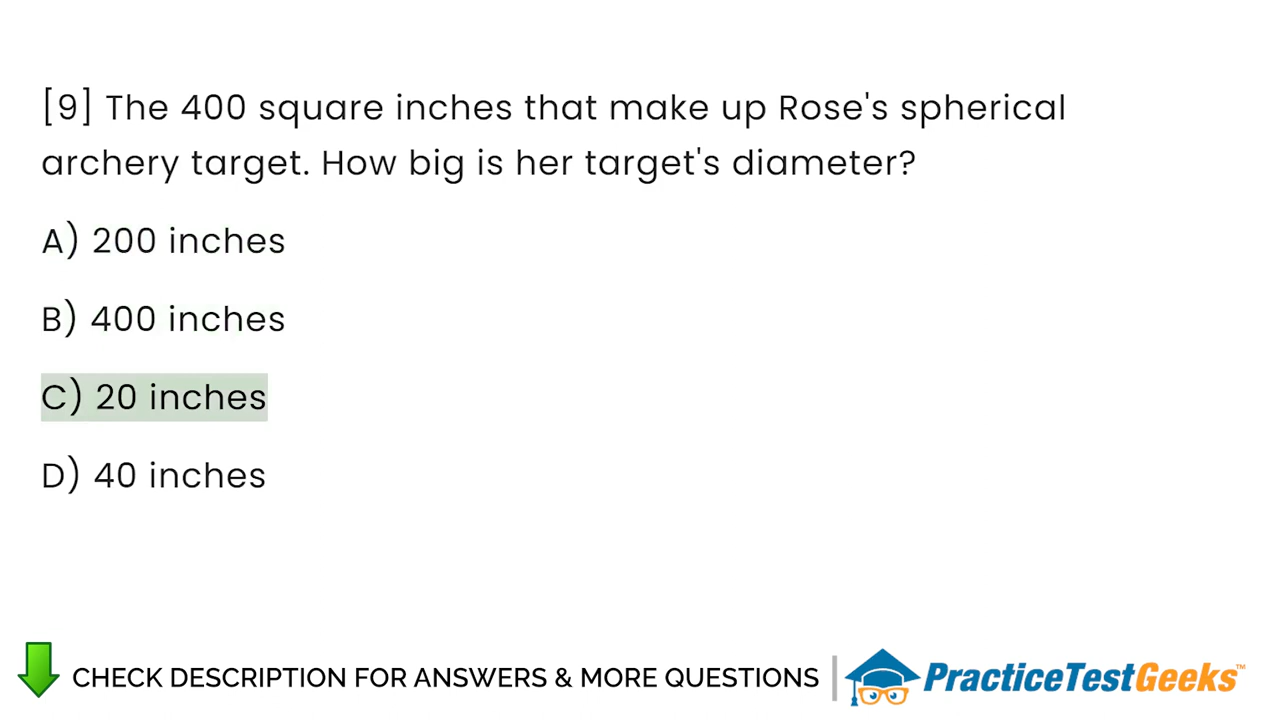 [9] The 400 square inches that make up Rose's spherical
archery target. How big is her target's diameter?
A) 200 inches
B) 400 inches
C) 20 inches
D) 40 inches
CHECK DESCRIPTION FOR ANSWERS & MORE QUESTIONS
PracticeTestGeeks™